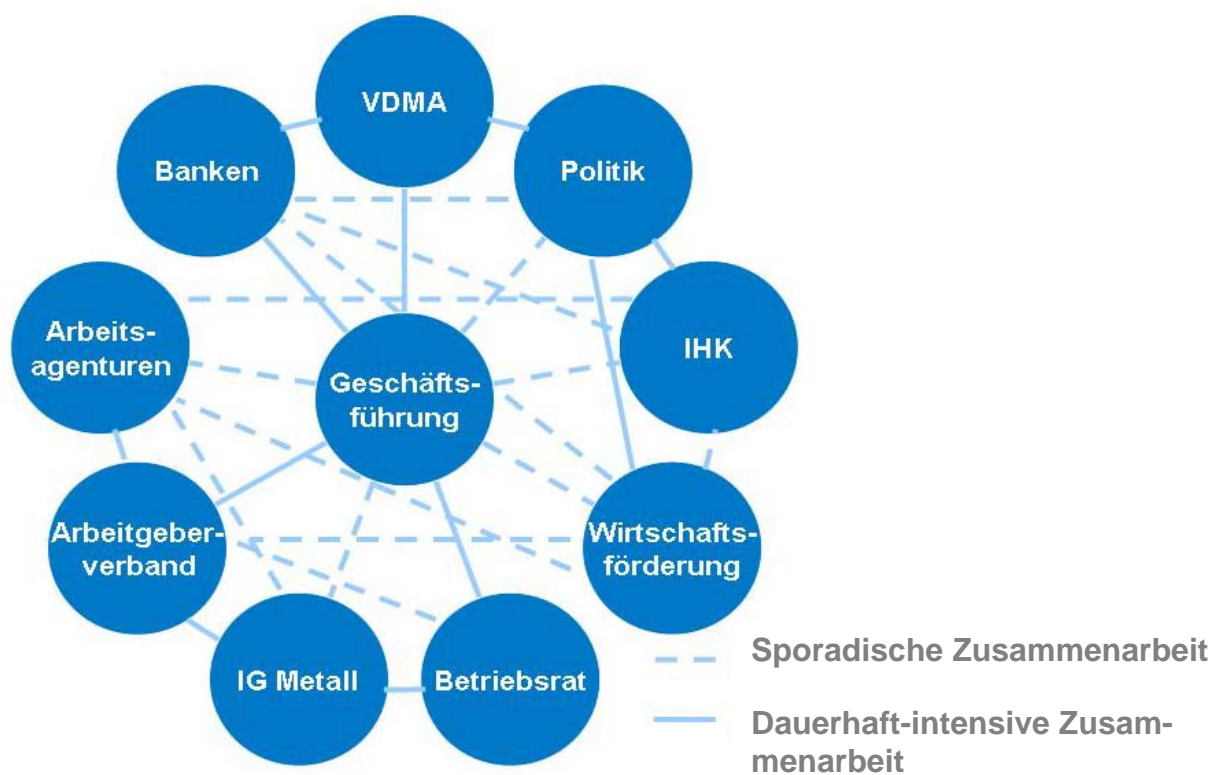 VDMA
Banken
Politik
Arbeits-
agenturen
IHK
Geschäfts-
führung
Arbeitgeber-
verband
Wirtschafts-
förderung
IG Metall
Betriebsrat
Sporadische Zusammenarbeit
Dauerhaft-intensive Zusam-
menarbeit